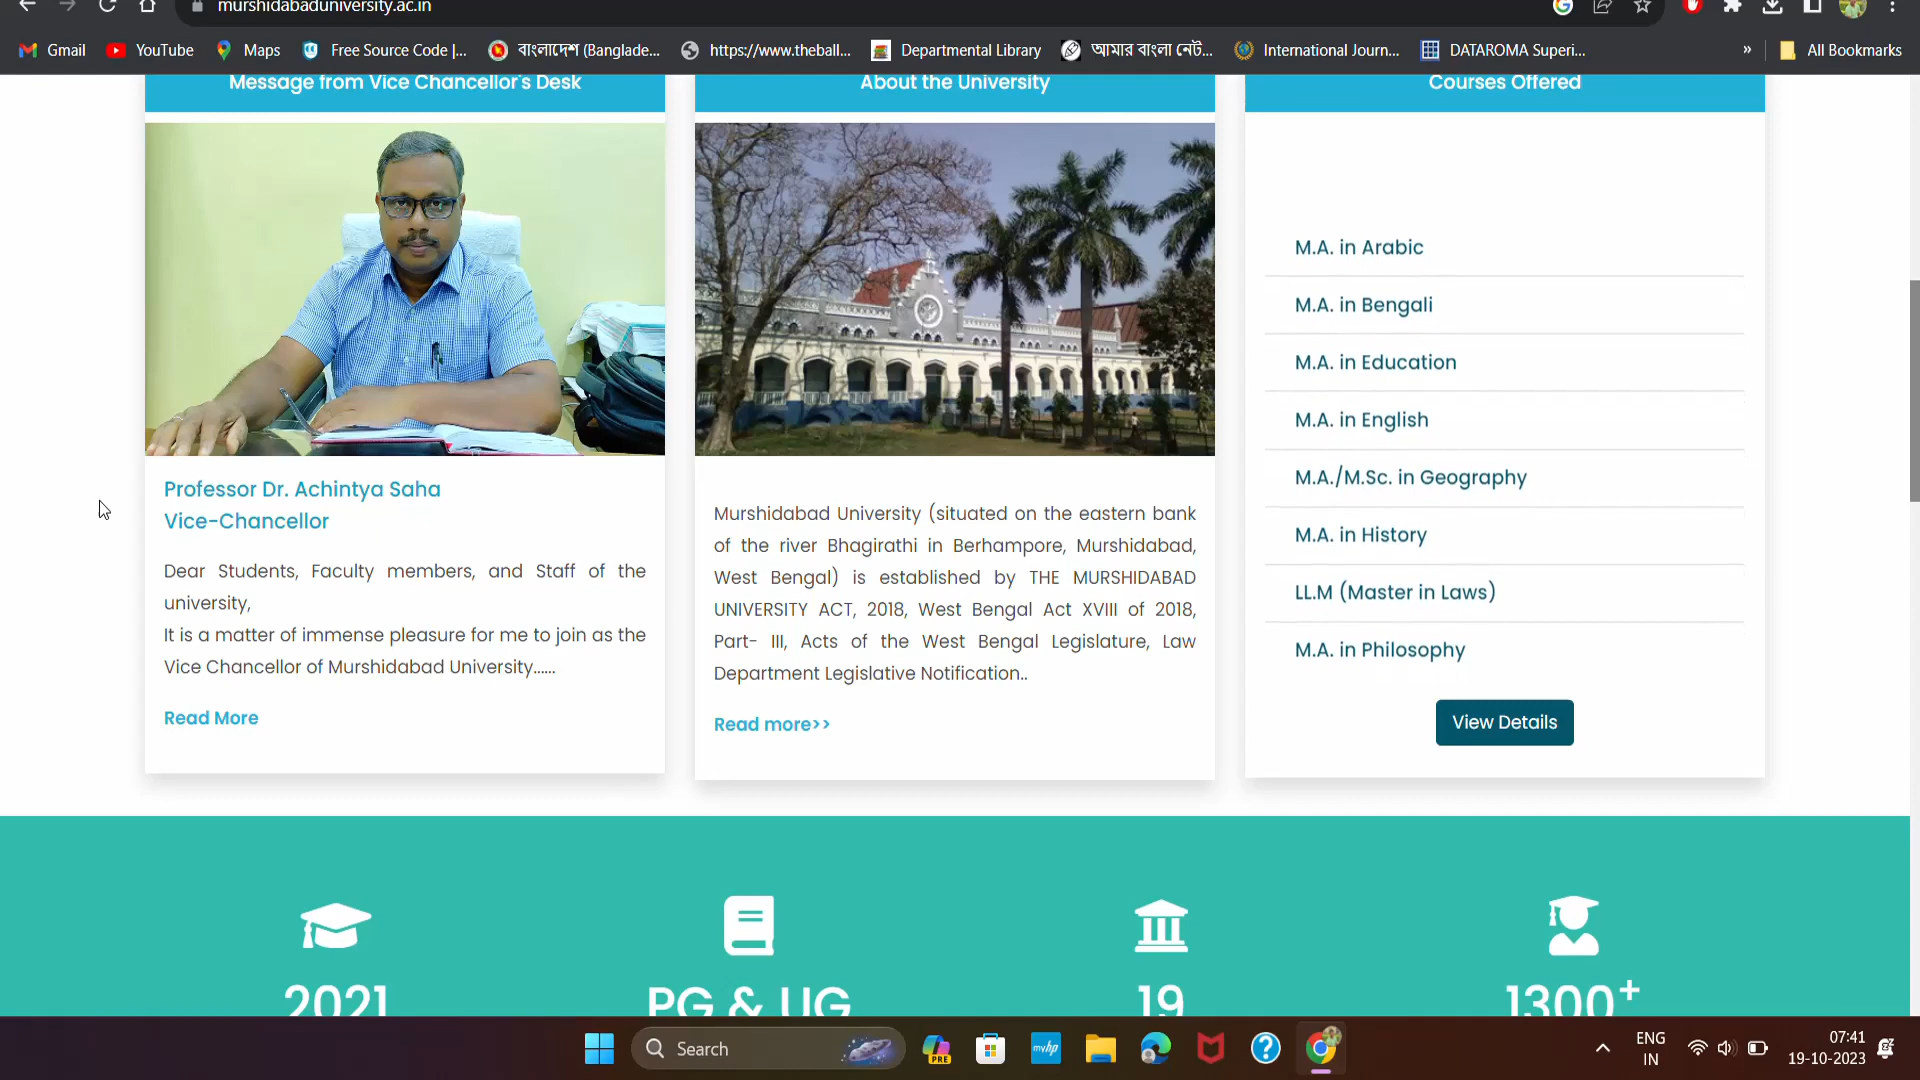 murshidabaduniversity.ac.in
Gmail
YouTube
Maps
Free Source Code |...
বাংলাদেশ (Banglade...
https://www.theball...
Departmental Library
আমার বাংলা নেট...
International Journ...
DATAROMA Superi...
»
All Bookmarks
Message from Vice Chancellor's Desk
Professor Dr. Achintya Saha
Vice-Chancellor
Dear Students, Faculty members, and Staff of the
university,
It is a matter of immense pleasure for me to join as the
Vice Chancellor of Murshidabad University......
Read More
About the University
Murshidabad University (situated on the eastern bank
of the river Bhagirathi in Berhampore, Murshidabad,
West Bengal) is established by THE MURSHIDABAD
UNIVERSITY ACT, 2018, West Bengal Act XVIII of 2018,
Part- III, Acts of the West Bengal Legislature, Law
Department Legislative Notification..
Read more>>
Courses Offered
M.A. in Arabic
M.A. in Bengali
M.A. in Education
M.A. in English
M.A./M.Sc. in Geography
M.A. in History
LL.M (Master in Laws)
M.A. in Philosophy
View Details
2021
PG & UG
19
1300+
Search
PRE
myhp
ENG
IN
07:41
19-10-2023